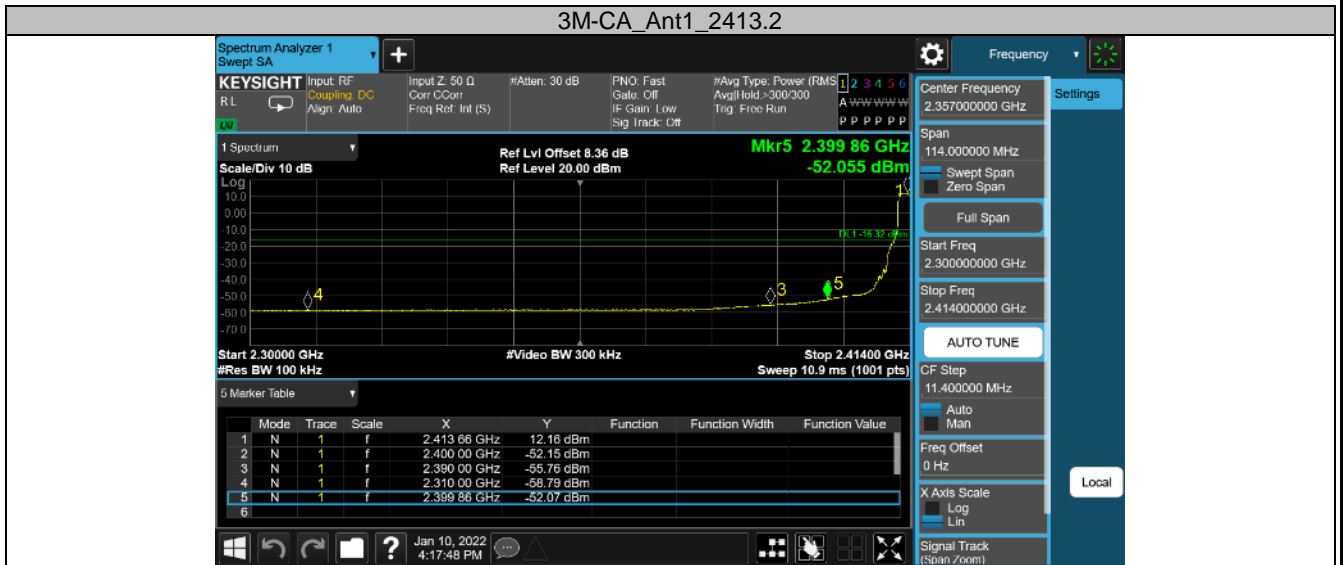 3M-CA_Ant1_2413.2
Spectrum Analyzer 1
Swept SA
+
Frequency
KEYSIGHT
RL
LXI
Input: RF
Coupling: DC
Align: Auto
Input Z: 50 Ω
Corr CCorr
Freq Ref: Int (S)
#Atten: 30 dB
PNO: Fast
Gate: Off
IF Gain: Low
Sig Track: Off
#Avg Type: Power (RMS
Avg|Hold:>300/300
Trig: Free Run
1 2 3 4 5 6
A W W W W W
P P P P P P
1 Spectrum
Scale/Div 10 dB
Ref Lvl Offset 8.36 dB
Ref Level 20.00 dBm
Mkr5 2.399 86 GHz
-52.055 dBm
Log
10.0
0.00
-10.0
-20.0
-30.0
-40.0
-50.0
-60.0
-70.0
DL1 -16.32 dBm
1
4
3
5
Start 2.30000 GHz
#Video BW 300 kHz
Stop 2.41400 GHz
#Res BW 100 kHz
Sweep 10.9 ms (1001 pts)
5 Marker Table
Mode Trace Scale X Y Function Function Width Function Value
1 N 1 f 2.413 66 GHz 12.16 dBm
2 N 1 f 2.400 00 GHz -52.15 dBm
3 N 1 f 2.390 00 GHz -55.76 dBm
4 N 1 f 2.310 00 GHz -58.79 dBm
5 N 1 f 2.399 86 GHz -52.07 dBm
6
?
Jan 10, 2022
4:17:48 PM
Center Frequency
2.357000000 GHz
Settings
Span
114.000000 MHz
Swept Span
Zero Span
Full Span
Start Freq
2.300000000 GHz
Stop Freq
2.414000000 GHz
AUTO TUNE
CF Step
11.400000 MHz
Auto
Man
Freq Offset
0 Hz
X Axis Scale
Log
Lin
Local
Signal Track
(Span Zoom)